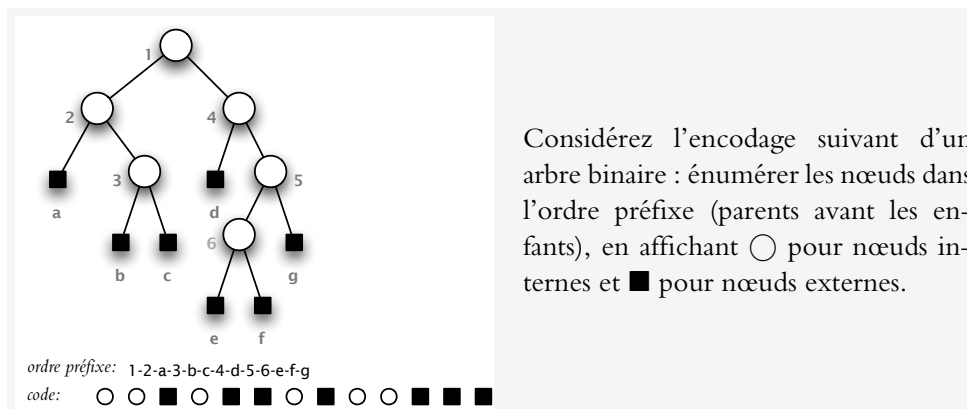 1
2
4
3
5
a
d
6
b
c
g
e
f
ordre préfixe: 1-2-a-3-b-c-4-d-5-6-e-f-g
code: ○ ○ ■ ○ ■ ■ ○ ■ ○ ○ ■ ■ ■
Considérez l'encodage suivant d'un
arbre binaire : énumérer les nœuds dans
l'ordre préfixe (parents avant les en-
fants), en affichant ◯ pour nœuds in-
ternes et ■ pour nœuds externes.